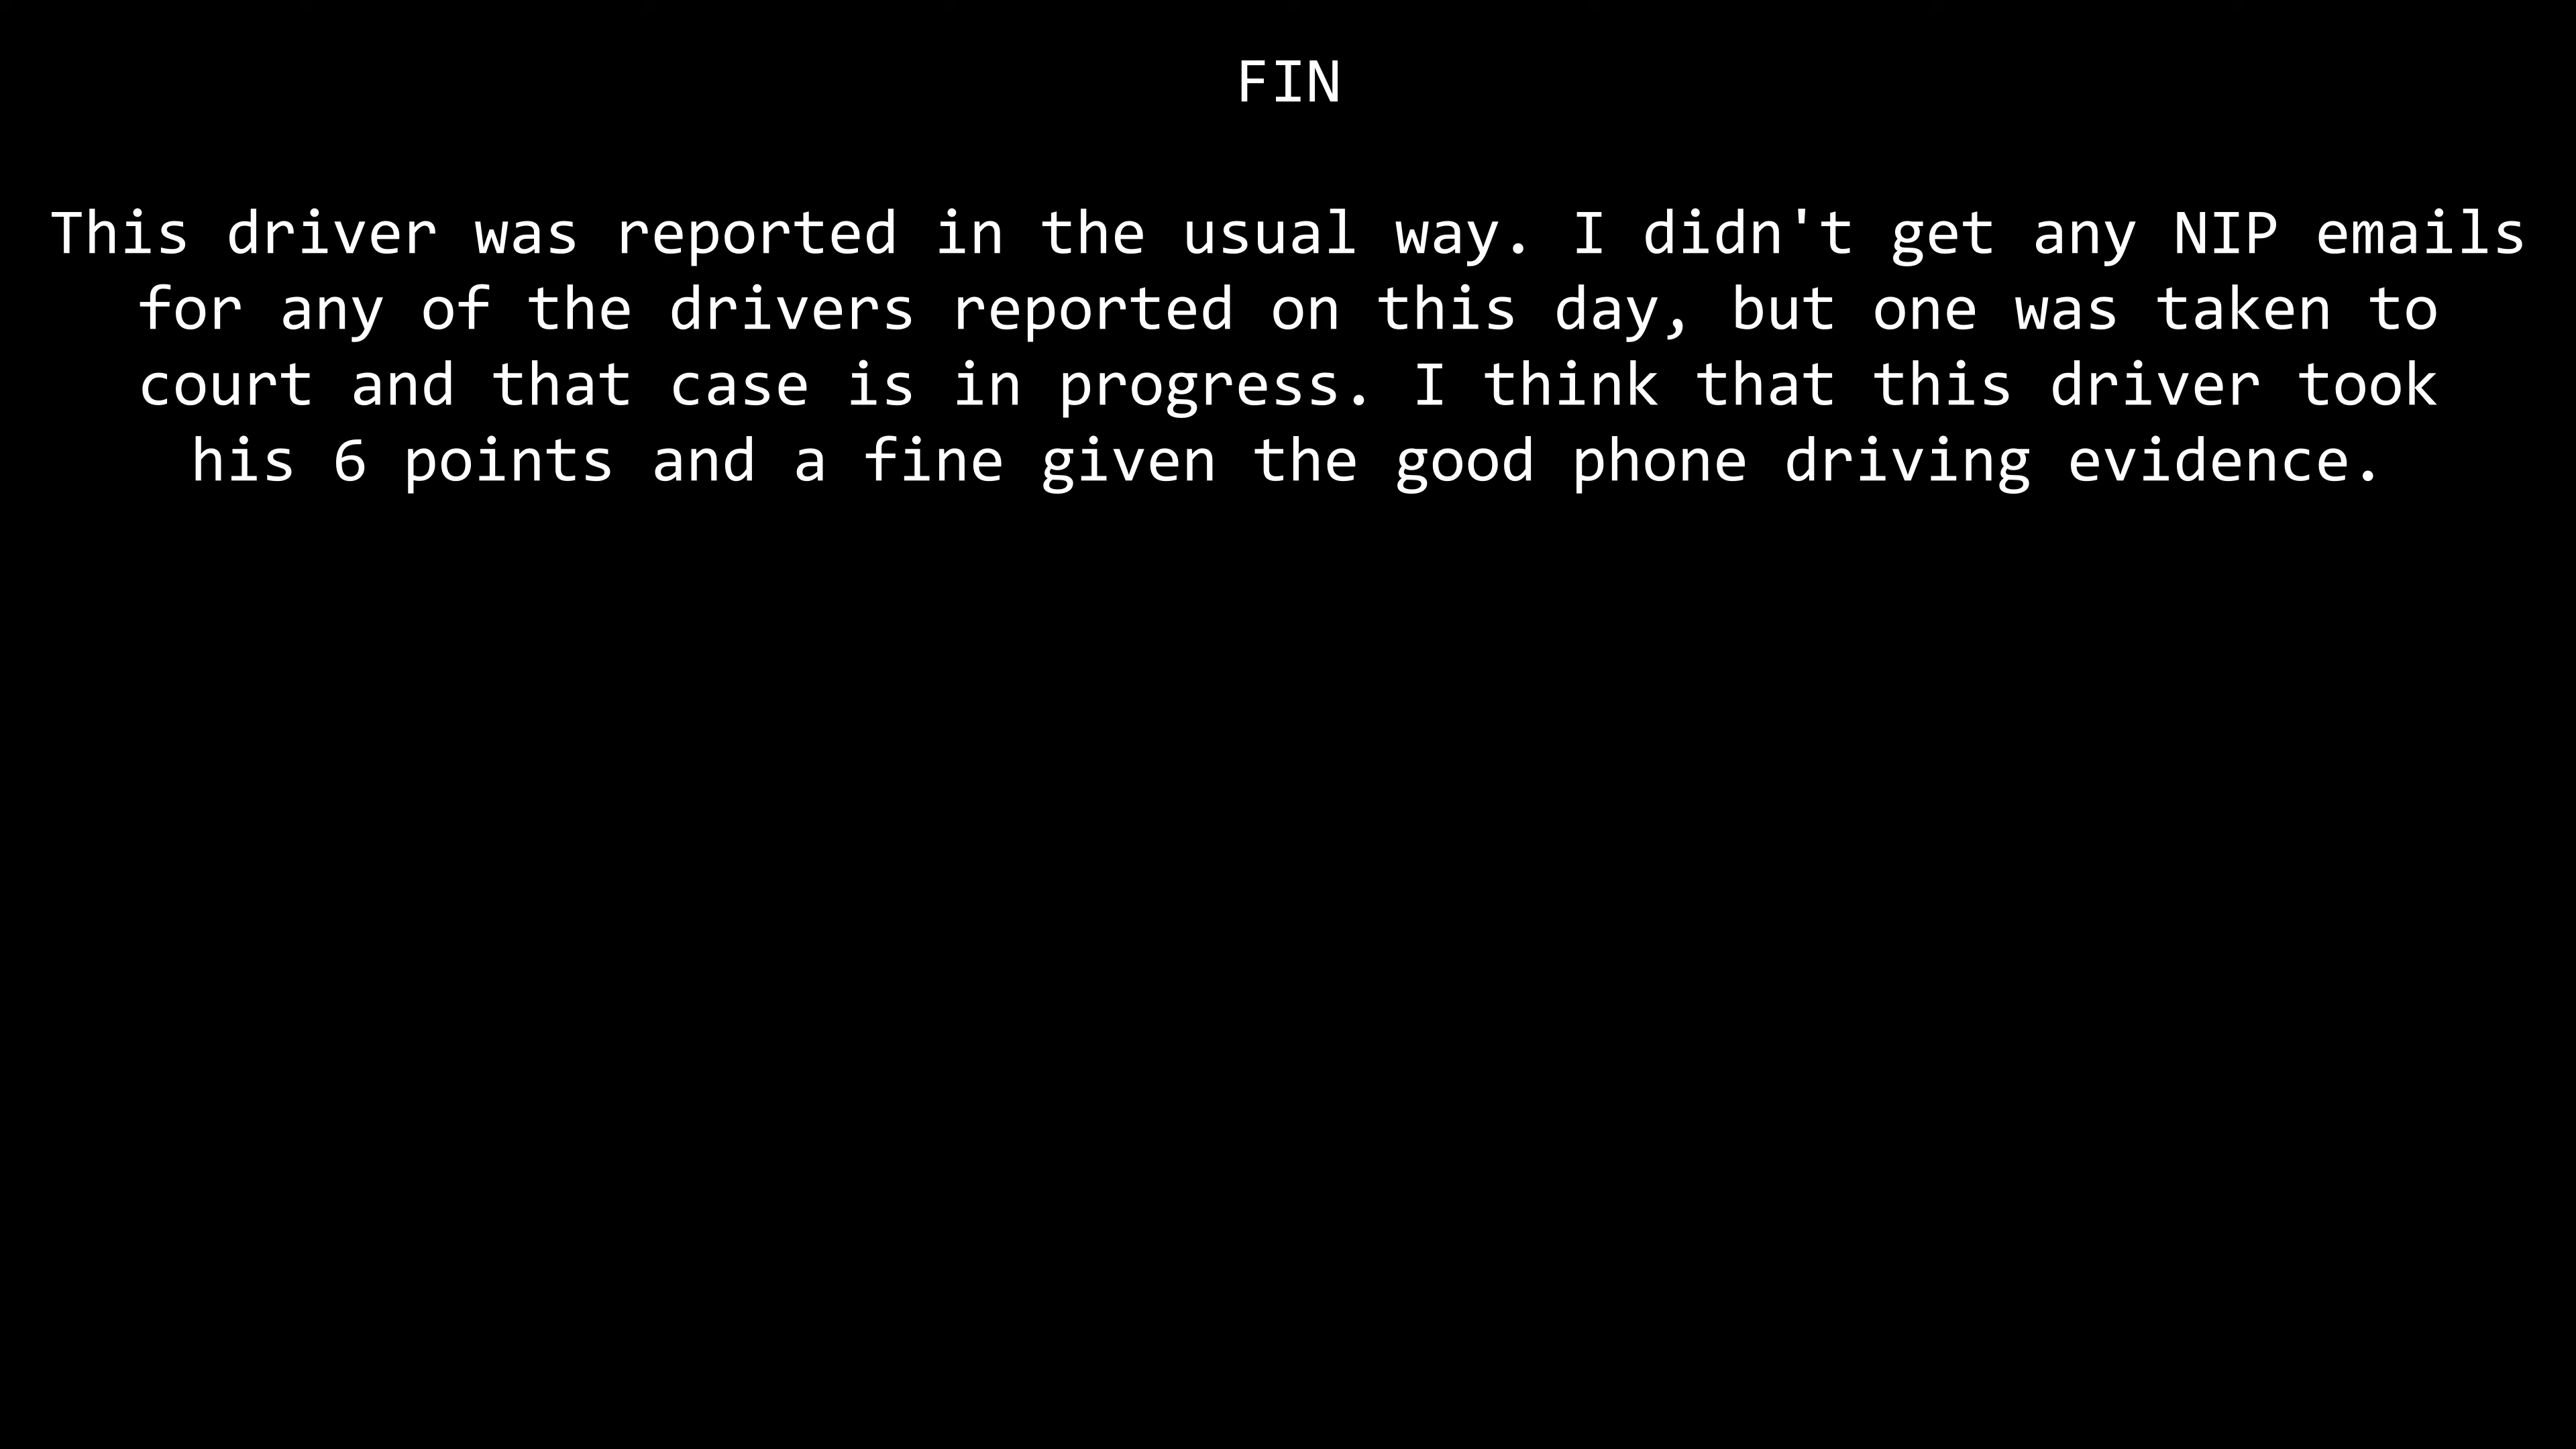 FIN
This driver was reported in the usual way. I didn't get any NIP emails
for any of the drivers reported on this day, but one was taken to
court and that case is in progress. I think that this driver took
his 6 points and a fine given the good phone driving evidence.